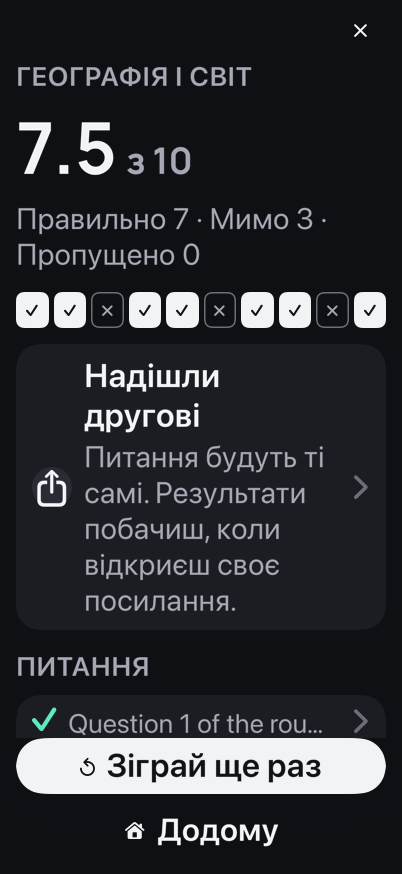 ГЕОГРАФІЯ І СВІТ
7.5 з 10
Правильно 7 · Мимо 3 ·
Пропущено 0
Надішли
другові
Питання будуть ті
самі. Результати
побачиш, коли
відкриєш своє
посилання.
ПИТАННЯ
Question 1 of the rou...
Зіграй ще раз
Додому